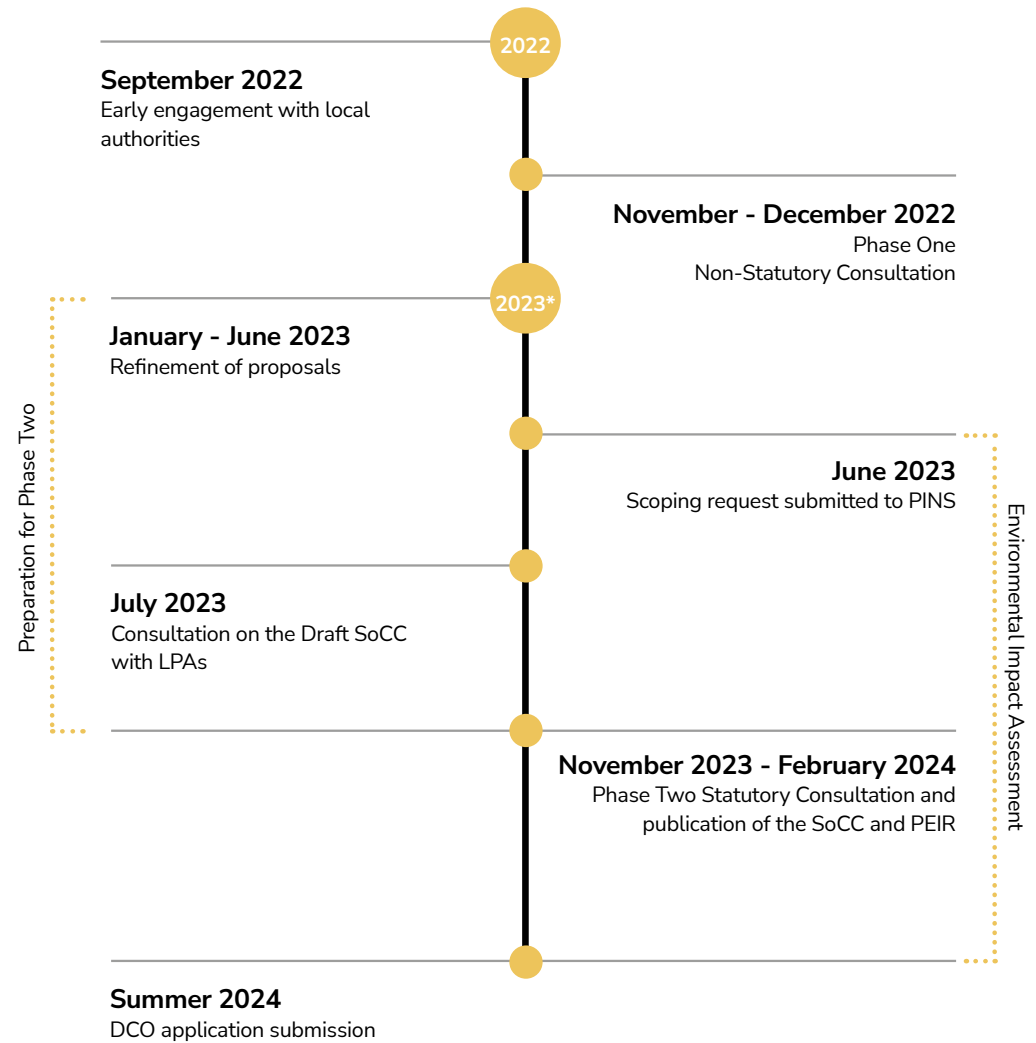 2022
September 2022
Early engagement with local
authorities
November - December 2022
Phase One
Non-Statutory Consultation
2023*
January - June 2023
Refinement of proposals
Preparation for Phase Two
June 2023
Scoping request submitted to PINS
Environmental Impact Assessment
July 2023
Consultation on the Draft SoCC
with LPAs
November 2023 - February 2024
Phase Two Statutory Consultation and
publication of the SoCC and PEIR
Summer 2024
DCO application submission